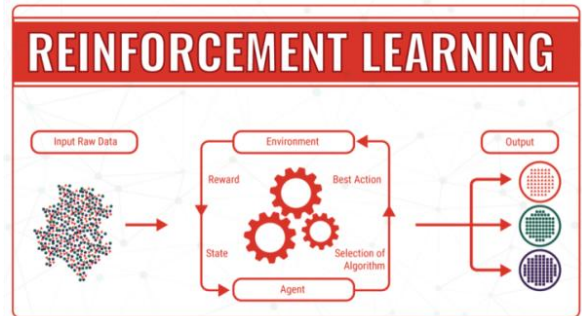 REINFORCEMENT LEARNING
Input Raw Data
Environment
Output
Reward
Best Action
State
Selection of
Algorithm
Agent